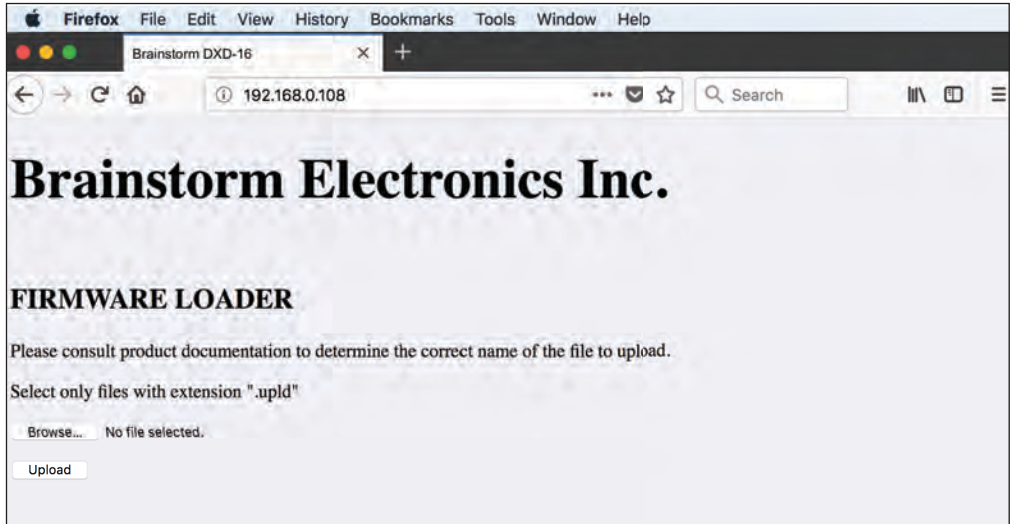 Firefox File Edit View History Bookmarks Tools Window Help
Brainstorm DXD-16
192.168.0.108
Search
Brainstorm Electronics Inc.
FIRMWARE LOADER
Please consult product documentation to determine the correct name of the file to upload.
Select only files with extension ".upld"
Browse... No file selected.
Upload